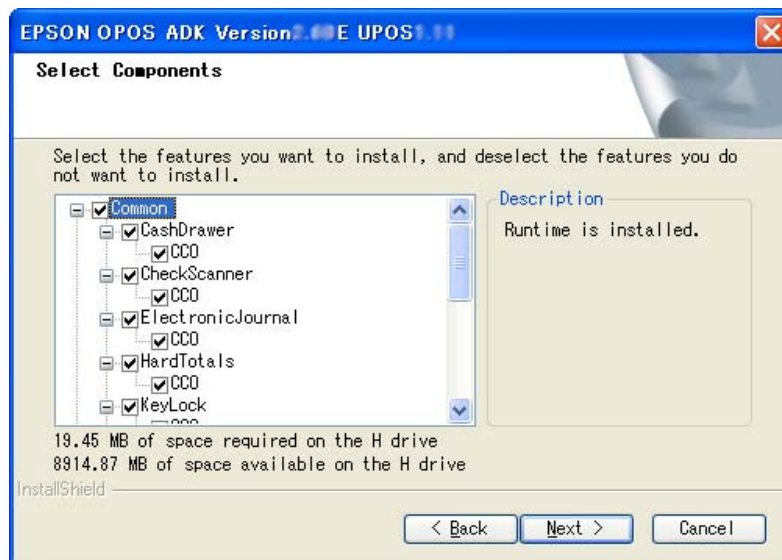 EPSON OPOS ADK Version E UPOS
Select Components
Select the features you want to install, and deselect the features you do
not want to install.
Common
CashDrawer
CCO
CheckScanner
CCO
ElectronicJournal
CCO
HardTotals
CCO
KeyLock
Description
Runtime is installed.
19.45 MB of space required on the H drive
8914.87 MB of space available on the H drive
InstallShield
< Back
Next >
Cancel